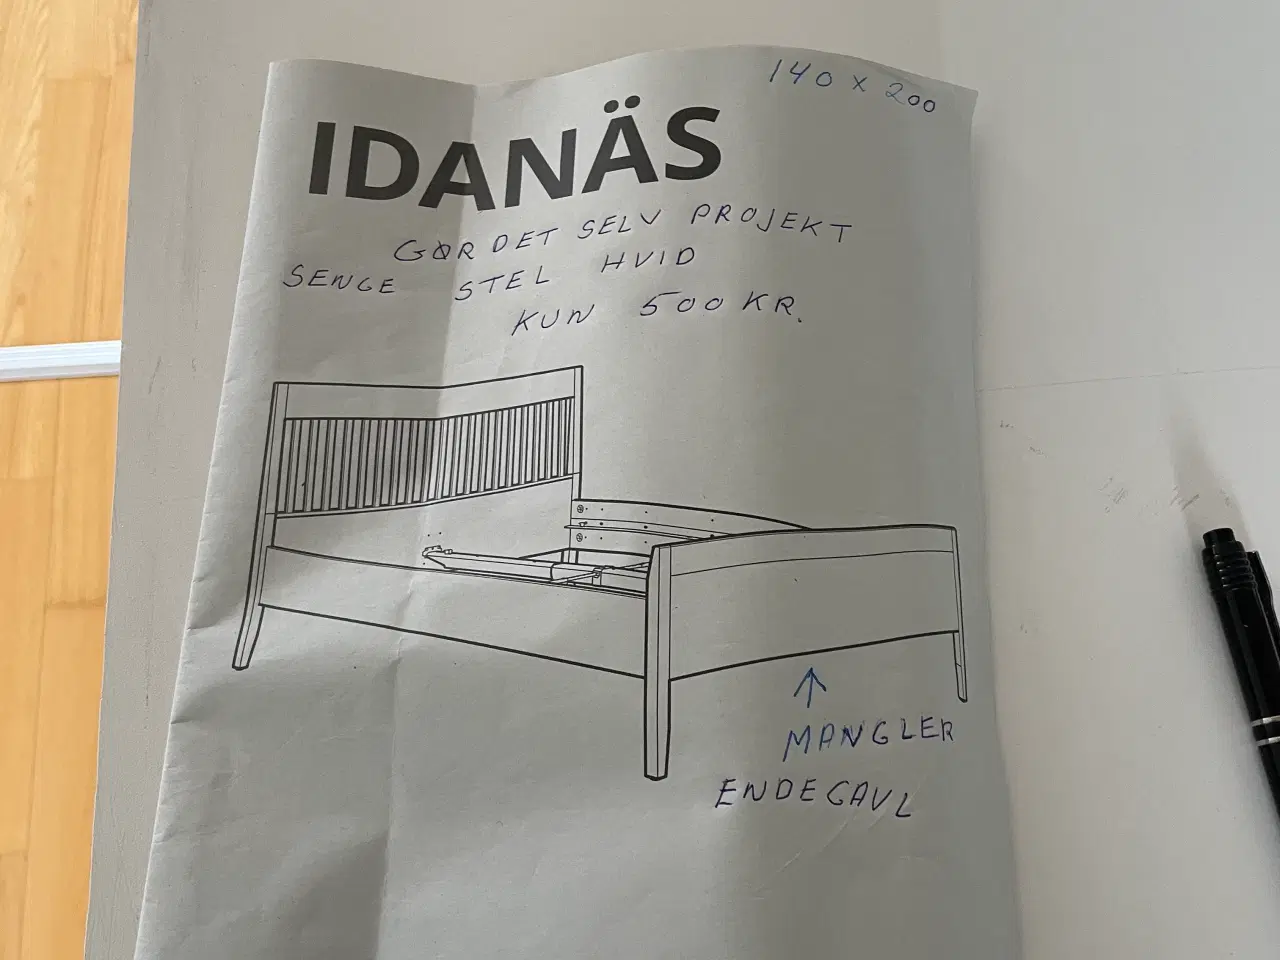 140 x 200
IDANÄS
GØR DET SELV PROJEKT
SENGE STEL HVID
KUN 500 KR.
MANGLER
ENDEGAVL